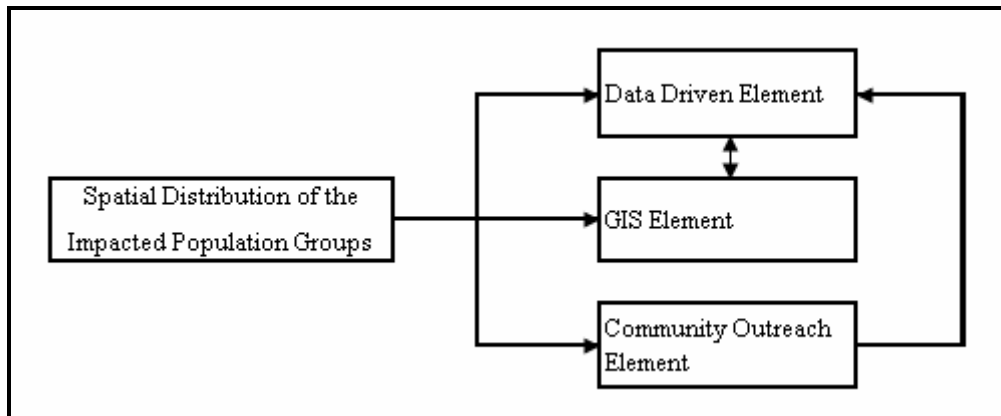 Data Driven Element
Spatial Distribution of the
Impacted Population Groups
GIS Element
Community Outreach
Element